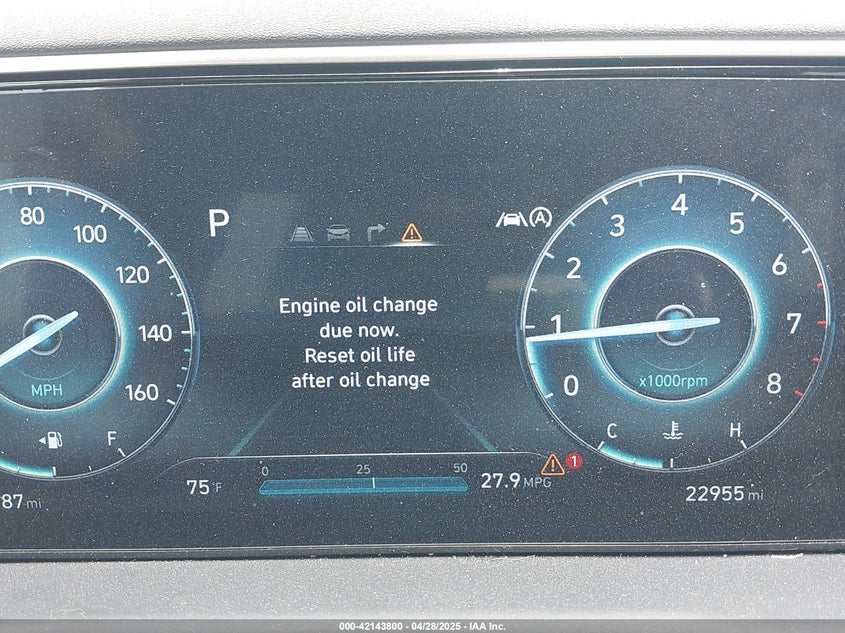 80
100
120
140
160
MPH
F
87 mi
P
A
Engine oil change
due now.
Reset oil life
after oil change
0 25 50
75°F
27.9 MPG
1
0
1
2
3
4
5
6
7
8
x1000rpm
C H
22955 mi
000-42143800 - 04/28/2025 - IAA Inc.